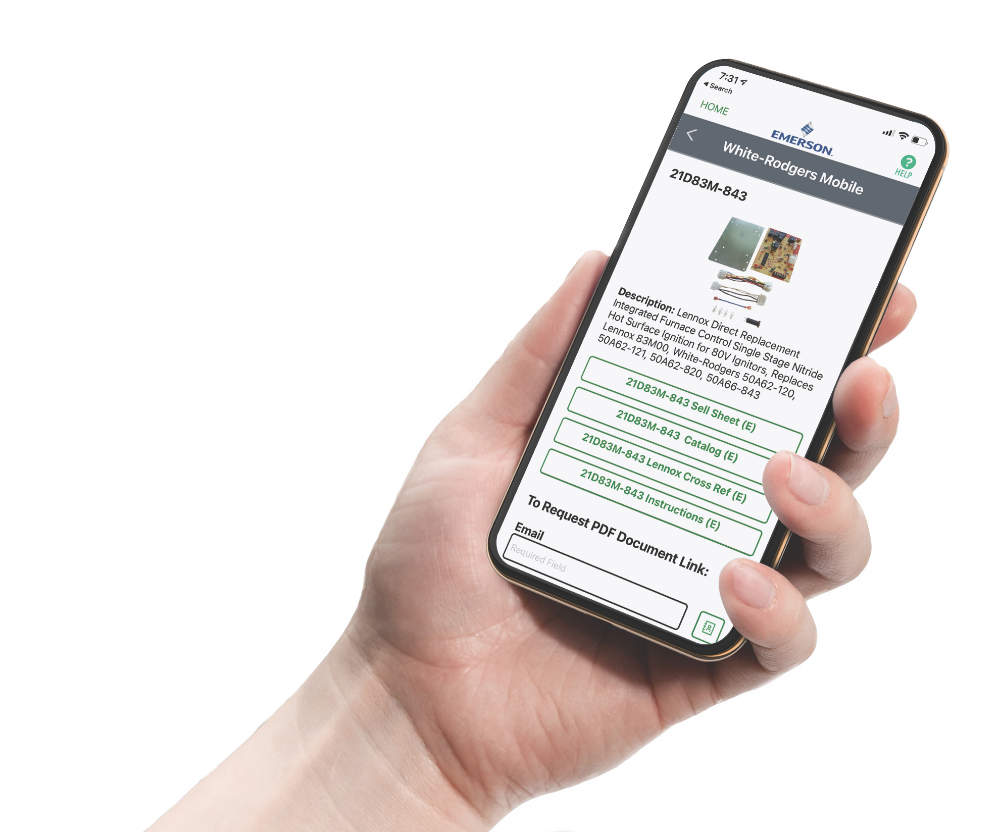 7:31
Search
HOME
EMERSON
HELP
White-Rodgers Mobile
21D83M-843
Description: Lennox Direct Replacement
Integrated Furnace Control Single Stage Nitride
Hot Surface Ignition for 80V Ignitors, Replaces
Lennox 83M00, White-Rodgers 50A62-120,
50A62-121, 50A62-820, 50A66-843
21D83M-843 Sell Sheet (E)
21D83M-843 Catalog (E)
21D83M-843 Lennox Cross Ref (E)
21D83M-843 Instructions (E)
To Request PDF Document Link:
Email
Required Field